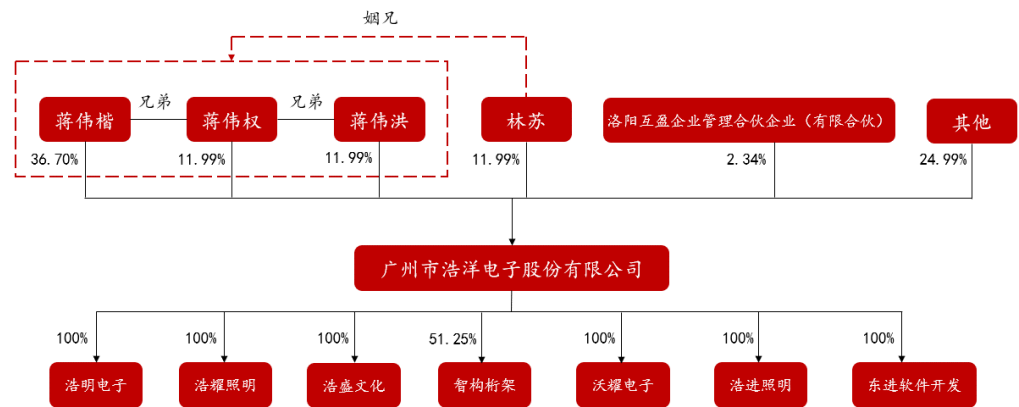 姻兄
兄弟
兄弟
蒋伟楷
蒋伟权
蒋伟洪
林苏
洛阳互盈企业管理合伙企业（有限合伙）
其他
36.70%
11.99%
11.99%
11.99%
2.34%
24.99%
广州市浩洋电子股份有限公司
100%
100%
100%
51.25%
100%
100%
100%
浩明电子
浩耀照明
浩盛文化
智构桁架
沃耀电子
浩进照明
东进软件开发